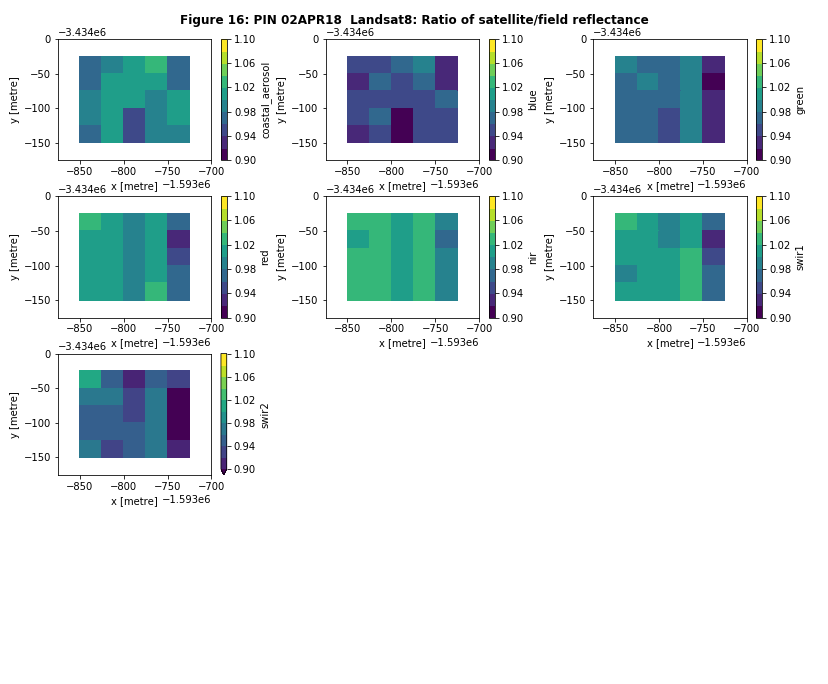 Figure 16: PIN 02APR18  Landsat8: Ratio of satellite/field reflectance
−3.434e6
0
−50
−100
−150
y [metre]
−850
−800
−750
−700
x [metre]
−1.593e6
1.10
1.06
1.02
0.98
0.94
0.90
coastal_aerosol
−3.434e6
0
−50
−100
−150
y [metre]
−850
−800
−750
−700
x [metre]
−1.593e6
1.10
1.06
1.02
0.98
0.94
0.90
blue
−3.434e6
0
−50
−100
−150
y [metre]
−850
−800
−750
−700
x [metre]
−1.593e6
1.10
1.06
1.02
0.98
0.94
0.90
green
−3.434e6
0
−50
−100
−150
y [metre]
−850
−800
−750
−700
x [metre]
−1.593e6
1.10
1.06
1.02
0.98
0.94
0.90
red
−3.434e6
0
−50
−100
−150
y [metre]
−850
−800
−750
−700
x [metre]
−1.593e6
1.10
1.06
1.02
0.98
0.94
0.90
nir
−3.434e6
0
−50
−100
−150
y [metre]
−850
−800
−750
−700
x [metre]
−1.593e6
1.10
1.06
1.02
0.98
0.94
0.90
swir1
−3.434e6
0
−50
−100
−150
y [metre]
−850
−800
−750
−700
x [metre]
−1.593e6
1.10
1.06
1.02
0.98
0.94
0.90
swir2